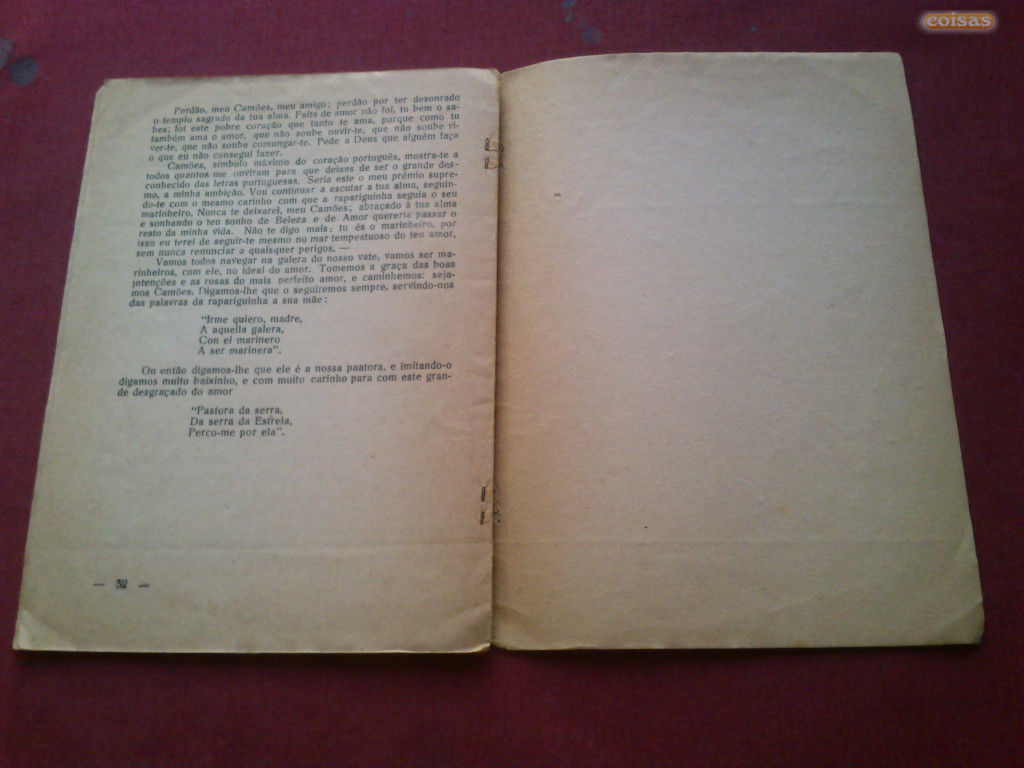 Perdão, meu Camões, meu amigo; perdão por ter desonrado
o templo sagrado da tua alma. Falta de amor não foi, tu bem o sa-
bes; foi este pobre coração que tanto te ama, porque como tu
também ama o amor, que não soube ouvir-te, que não soube vi-
ver-te, que não soube comungar-te. Pede a Deus que alguém faça
o que eu não consegui fazer.
Camões, símbolo máximo do coração português, mostra-te a
todos quantos me ouviram para que deixes de ser o grande des-
conhecido das letras portuguesas. Seria este o meu prémio supre-
mo, a minha ambição. Vou continuar a escutar a tua alma, seguin-
do-te com o mesmo carinho com que a rapariguinha seguia o seu
marinheiro. Nunca te deixarei, meu Camões; abraçado à tua alma
e sonhando o teu sonho de Beleza e de Amor quereria passar o
resto da minha vida. Não te digo mais: tu és o marinheiro, por
isso eu terei de seguir-te mesmo no mar tempestuoso do teu amor,
sem nunca renunciar a quaisquer perigos. —
Vamos todos navegar na galera do nosso vate, vamos ser ma-
rinheiros, com ele, no ideal do amor. Tomemos a graça das boas
intenções e as rosas do mais perfeito amor, e caminhemos: seja-
mos Camões. Digamos-lhe que o seguiremos sempre, servindo-nos
das palavras da rapariguinha a sua mãe:
"Irme quiero, madre,
A aquella galera,
Con el marinero
A ser marinera".
Ou então digamos-lhe que ele é a nossa paatora, e imitando-o
digamos muito baixinho, e com muito carinho para com este gran-
de desgraçado do amor
"Pastora da serra,
Da serra da Estrela,
Perco-me por ela".
— 32 —
coisas